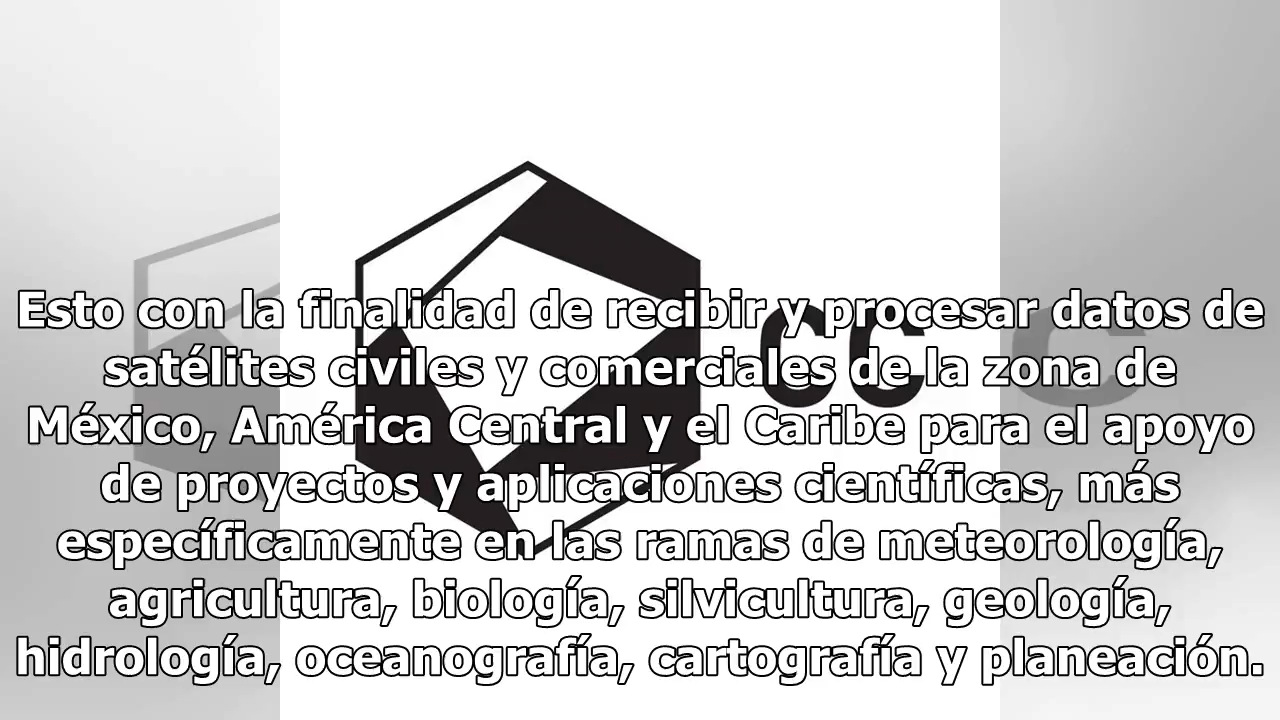 Esto con la finalidad de recibir y procesar datos de
satélites civiles y comerciales de la zona de
México, América Central y el Caribe para el apoyo
de proyectos y aplicaciones científicas, más
específicamente en las ramas de meteorología,
agricultura, biología, silvicultura, geología,
hidrología, oceanografía, cartografía y planeación.
CC